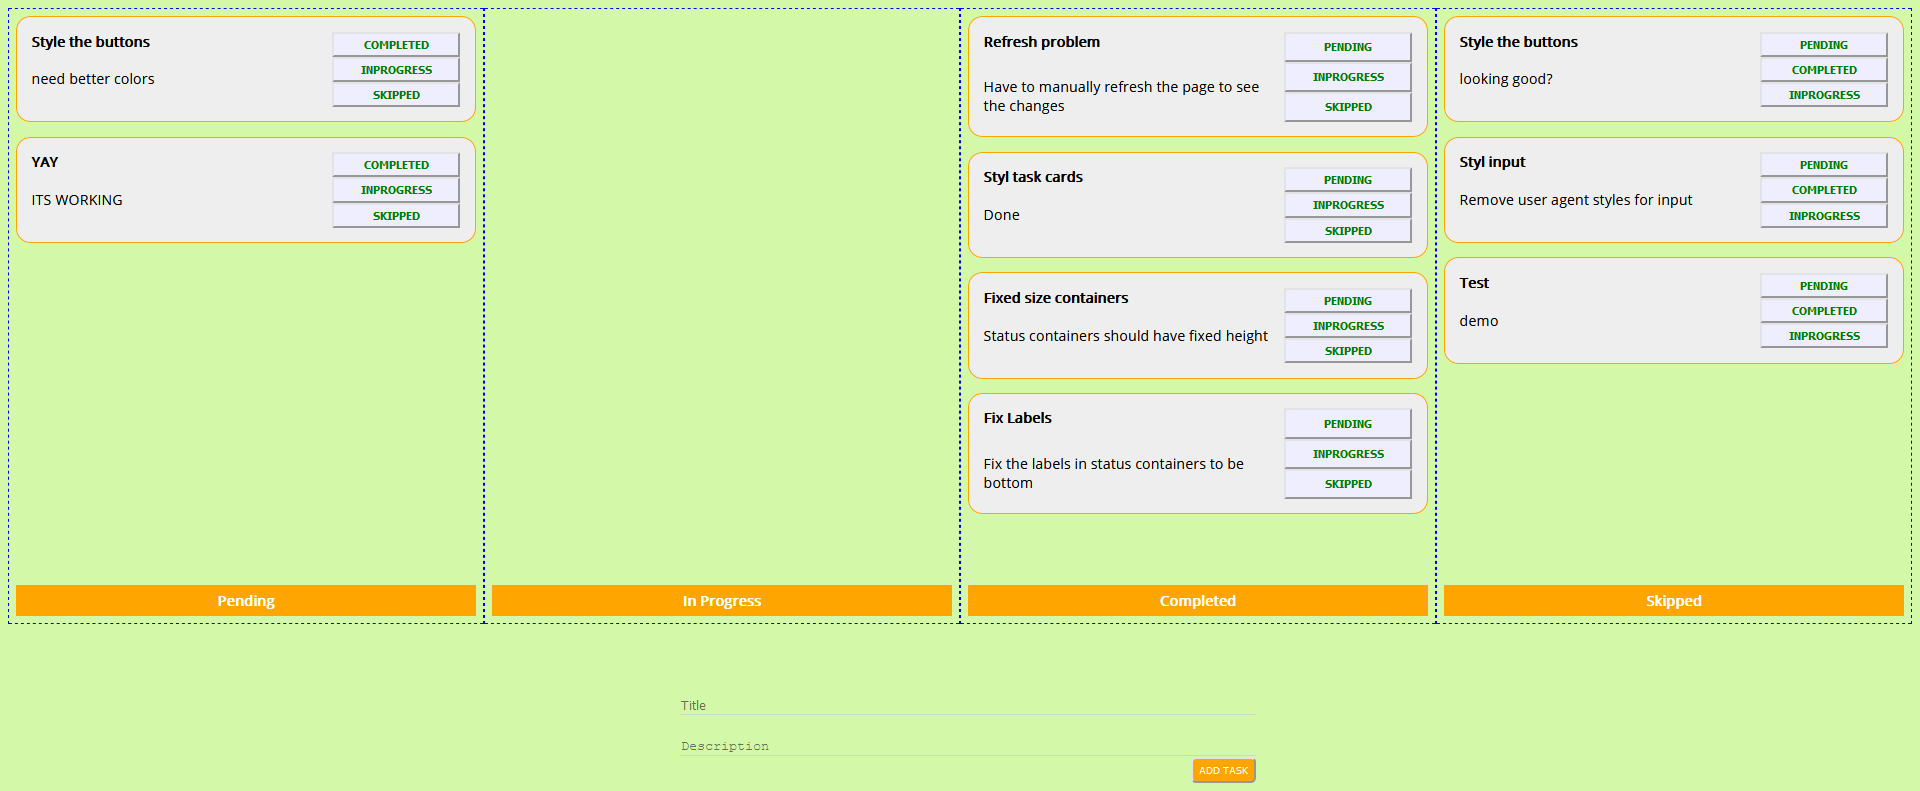 Style the buttons
COMPLETED
need better colors
INPROGRESS
SKIPPED
YAY
COMPLETED
ITS WORKING
INPROGRESS
SKIPPED
Pending
In Progress
Refresh problem
PENDING
Have to manually refresh the page to see
the changes
INPROGRESS
SKIPPED
Styl task cards
PENDING
Done
INPROGRESS
SKIPPED
Fixed size containers
PENDING
Status containers should have fixed height
INPROGRESS
SKIPPED
Fix Labels
PENDING
Fix the labels in status containers to be
bottom
INPROGRESS
SKIPPED
Completed
Style the buttons
PENDING
looking good?
COMPLETED
INPROGRESS
Styl input
PENDING
Remove user agent styles for input
COMPLETED
INPROGRESS
Test
PENDING
demo
COMPLETED
INPROGRESS
Skipped
Title
Description
ADD TASK